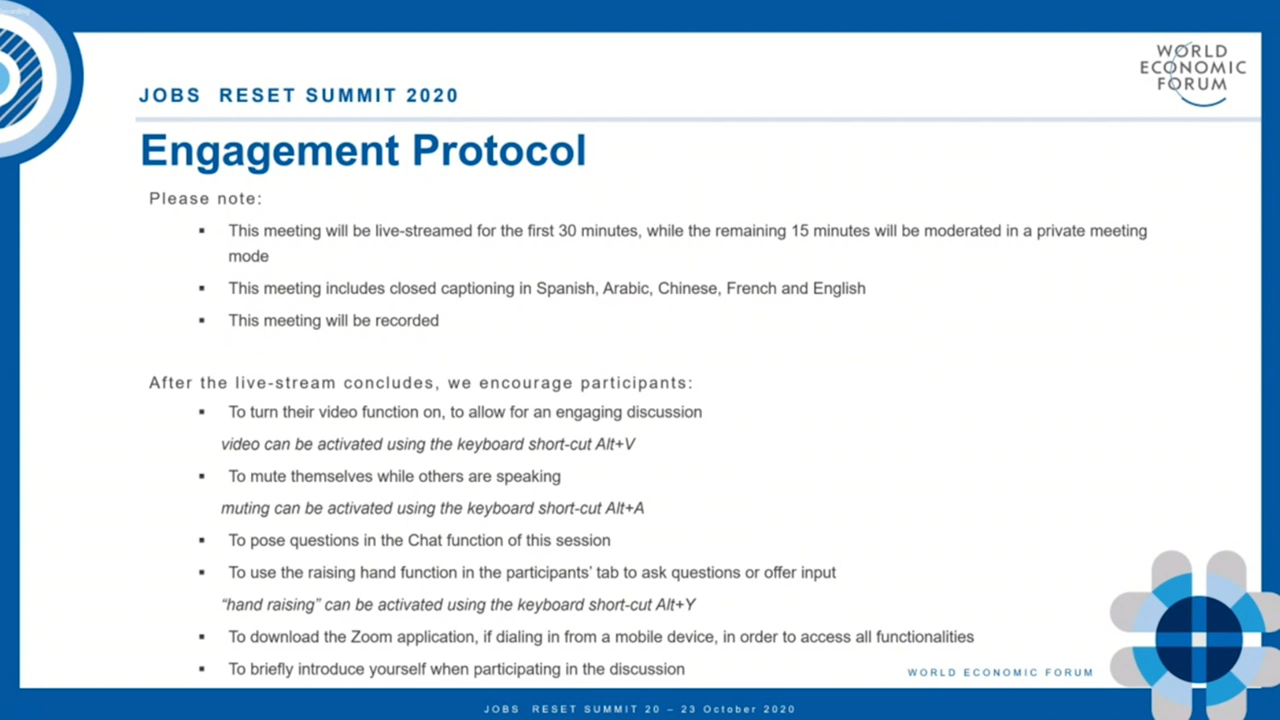 WORLD
ECONOMIC
FORUM
JOBS RESET SUMMIT 2020
Engagement Protocol
Please note:
▪ This meeting will be live-streamed for the first 30 minutes, while the remaining 15 minutes will be moderated in a private meeting
mode
▪ This meeting includes closed captioning in Spanish, Arabic, Chinese, French and English
▪ This meeting will be recorded
After the live-stream concludes, we encourage participants:
▪ To turn their video function on, to allow for an engaging discussion
video can be activated using the keyboard short-cut Alt+V
▪ To mute themselves while others are speaking
muting can be activated using the keyboard short-cut Alt+A
▪ To pose questions in the Chat function of this session
▪ To use the raising hand function in the participants’ tab to ask questions or offer input
“hand raising” can be activated using the keyboard short-cut Alt+Y
▪ To download the Zoom application, if dialing in from a mobile device, in order to access all functionalities
▪ To briefly introduce yourself when participating in the discussion
WORLD ECONOMIC FORUM
JOBS RESET SUMMIT 20 – 23 October 2020